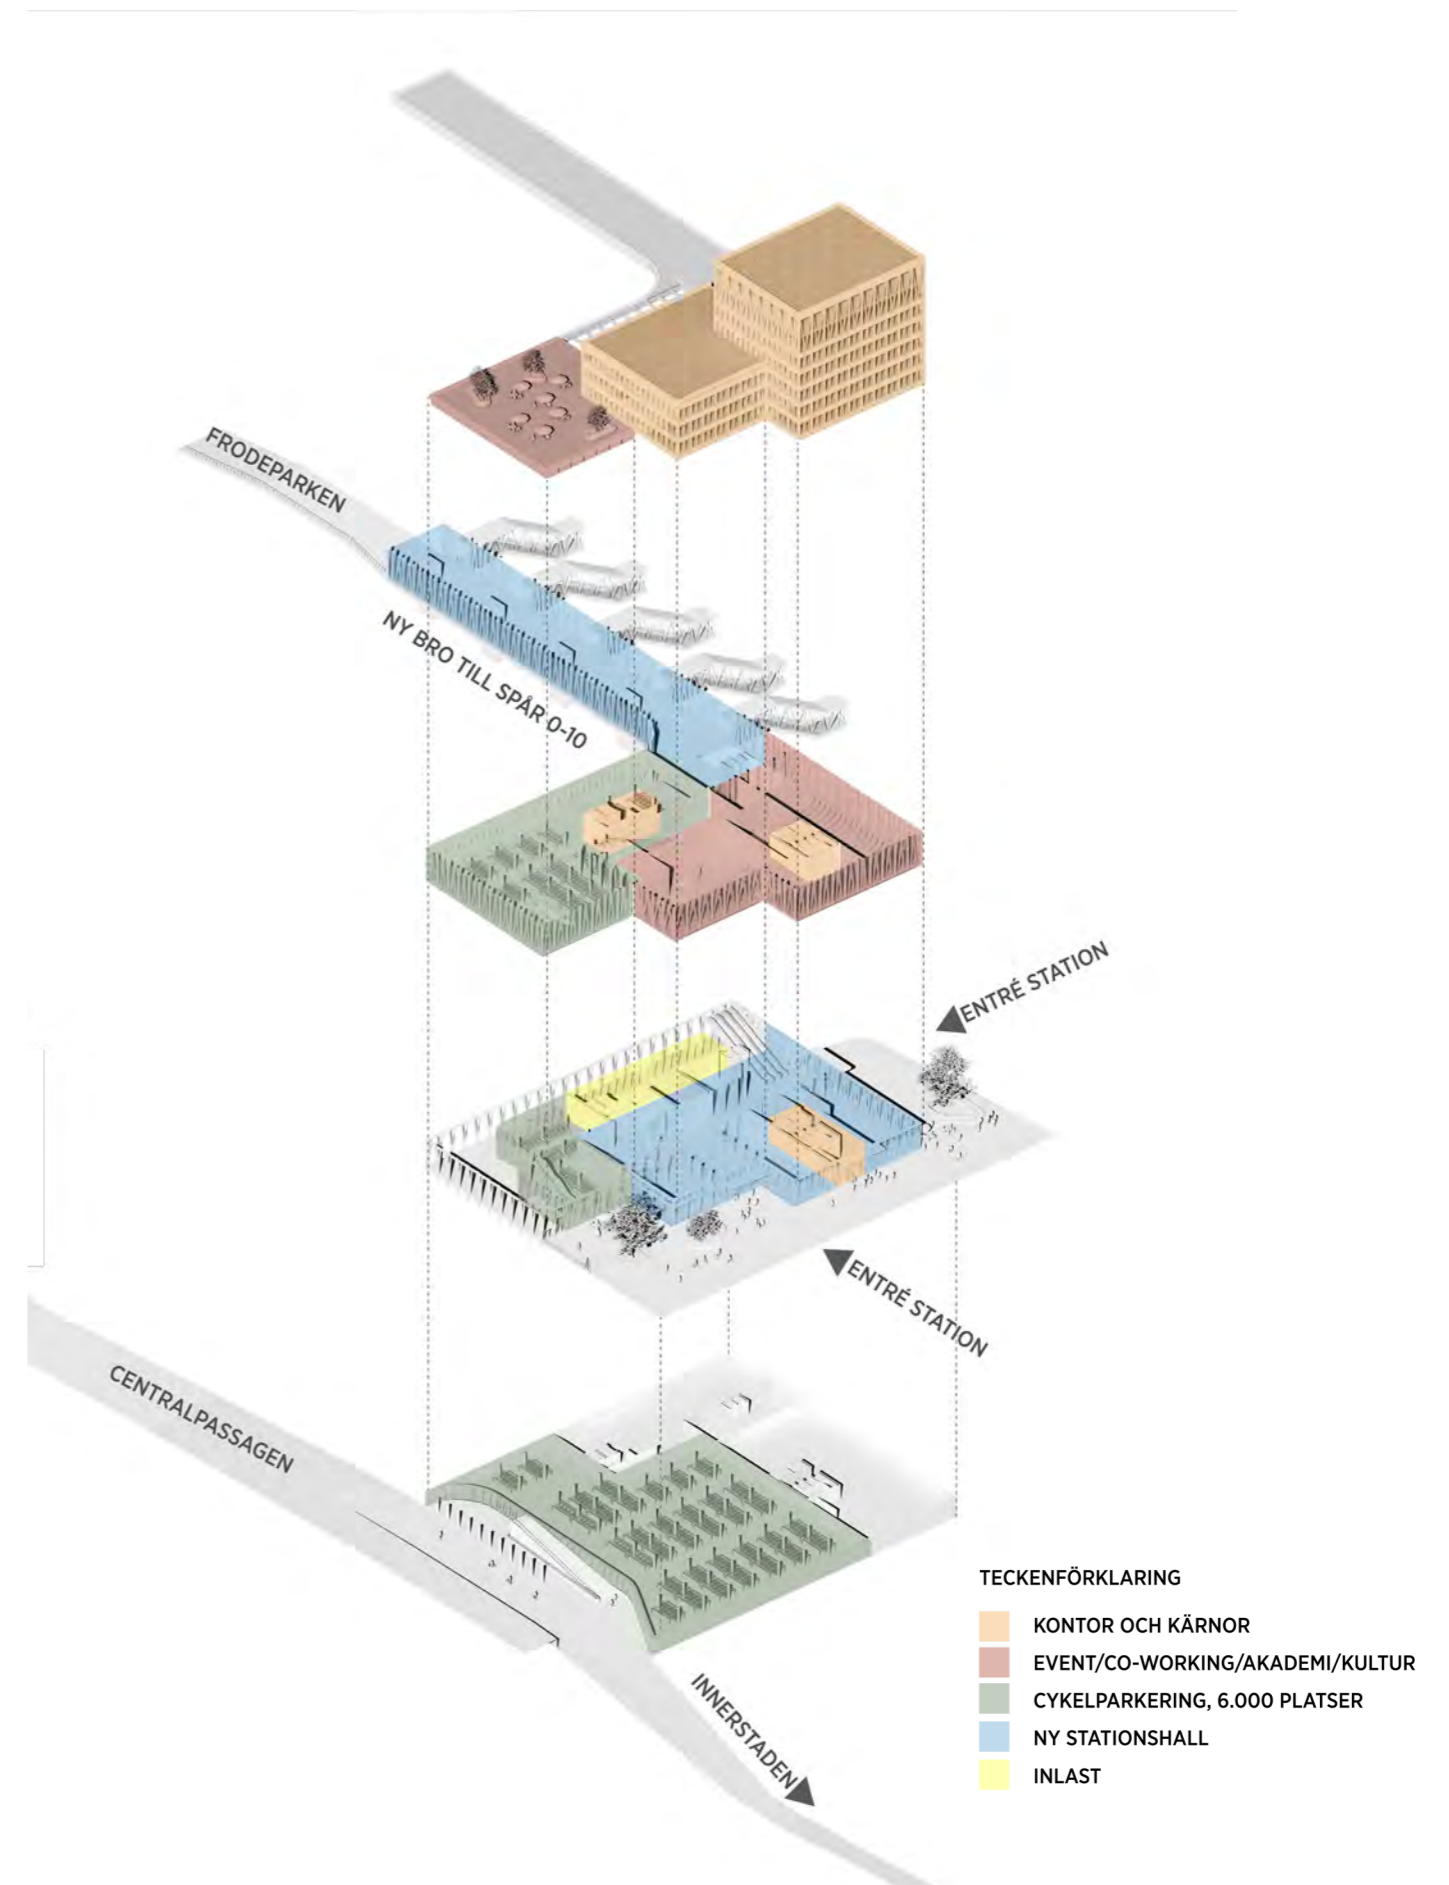 FRODEPARKEN
NY BRO TILL SPÅR 0-10
ENTRÉ STATION
ENTRÉ STATION
CENTRALPASSAGEN
INNERSTADEN
TECKENFÖRKLARING
KONTOR OCH KÄRNOR
EVENT/CO-WORKING/AKADEMI/KULTUR
CYKELPARKERING, 6.000 PLATSER
NY STATIONSHALL
INLAST